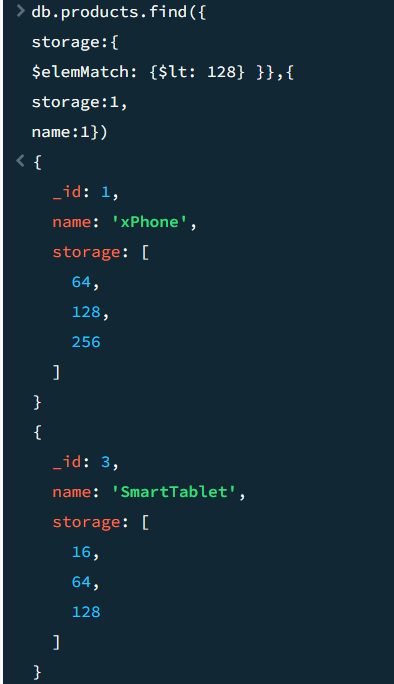 > db.products.find({
storage:{
$elemMatch: {$lt: 128} }},{
storage:1,
name:1})
< {
_id: 1,
name: 'xPhone',
storage: [
64,
128,
256
]
}
{
_id: 3,
name: 'SmartTablet',
storage: [
16,
64,
128
]
}